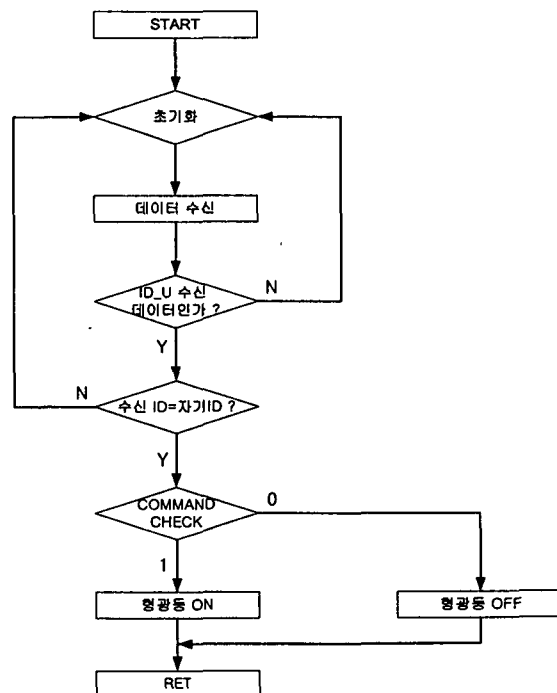 START
초기화
데이터 수신
ID_U 수신
데이터인가 ?
N
Y
N
수신 ID=자기ID ?
Y
COMMAND
CHECK
0
1
형광등 ON
형광등 OFF
RET